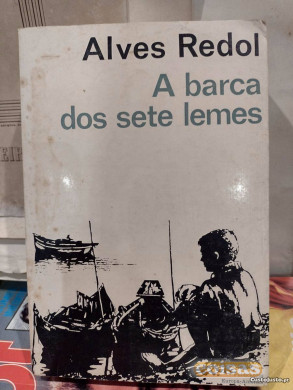 Alves Redol
A barca
dos sete lemes